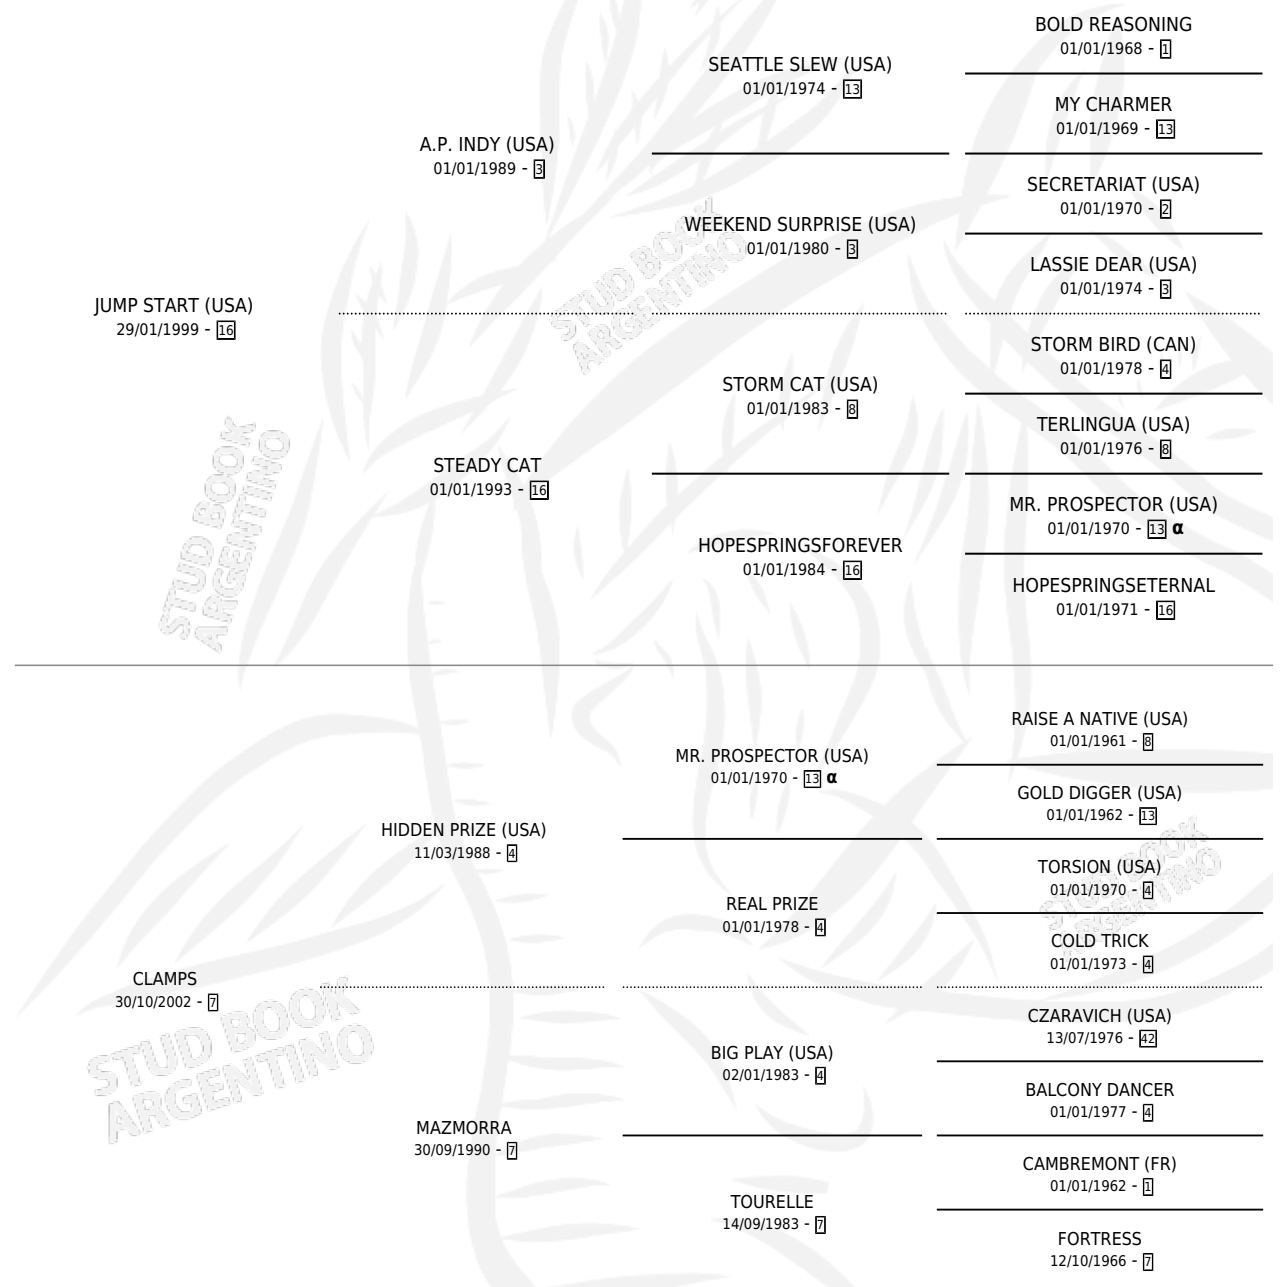 BOLD REASONING
01/01/1968 - 1
SEATTLE SLEW (USA)
01/01/1974 - 13
MY CHARMER
01/01/1969 - 13
A.P. INDY (USA)
01/01/1989 - 3
SECRETARIAT (USA)
01/01/1970 - 2
WEEKEND SURPRISE (USA)
01/01/1980 - 3
LASSIE DEAR (USA)
01/01/1974 - 3
JUMP START (USA)
29/01/1999 - 16
STORM BIRD (CAN)
01/01/1978 - 4
STORM CAT (USA)
01/01/1983 - 8
TERLINGUA (USA)
01/01/1976 - 8
STEADY CAT
01/01/1993 - 16
MR. PROSPECTOR (USA)
01/01/1970 - 13 α
HOPESPRINGSFOREVER
01/01/1984 - 16
HOPESPRINGSETERNAL
01/01/1971 - 16
RAISE A NATIVE (USA)
01/01/1961 - 8
MR. PROSPECTOR (USA)
01/01/1970 - 13 α
GOLD DIGGER (USA)
01/01/1962 - 13
HIDDEN PRIZE (USA)
11/03/1988 - 4
TORSION (USA)
01/01/1970 - 4
REAL PRIZE
01/01/1978 - 4
COLD TRICK
01/01/1973 - 4
CLAMPS
30/10/2002 - 7
CZARAVICH (USA)
13/07/1976 - 42
BIG PLAY (USA)
02/01/1983 - 4
BALCONY DANCER
01/01/1977 - 4
MAZMORRA
30/09/1990 - 7
CAMBREMONT (FR)
01/01/1962 - 1
TOURELLE
14/09/1983 - 7
FORTRESS
12/10/1966 - 7
STUD BOOK
ARGENTINO
STUD BOOK
ARGENTINO
STUD BOOK
ARGENTINO
STUD BOOK
ARGENTINO